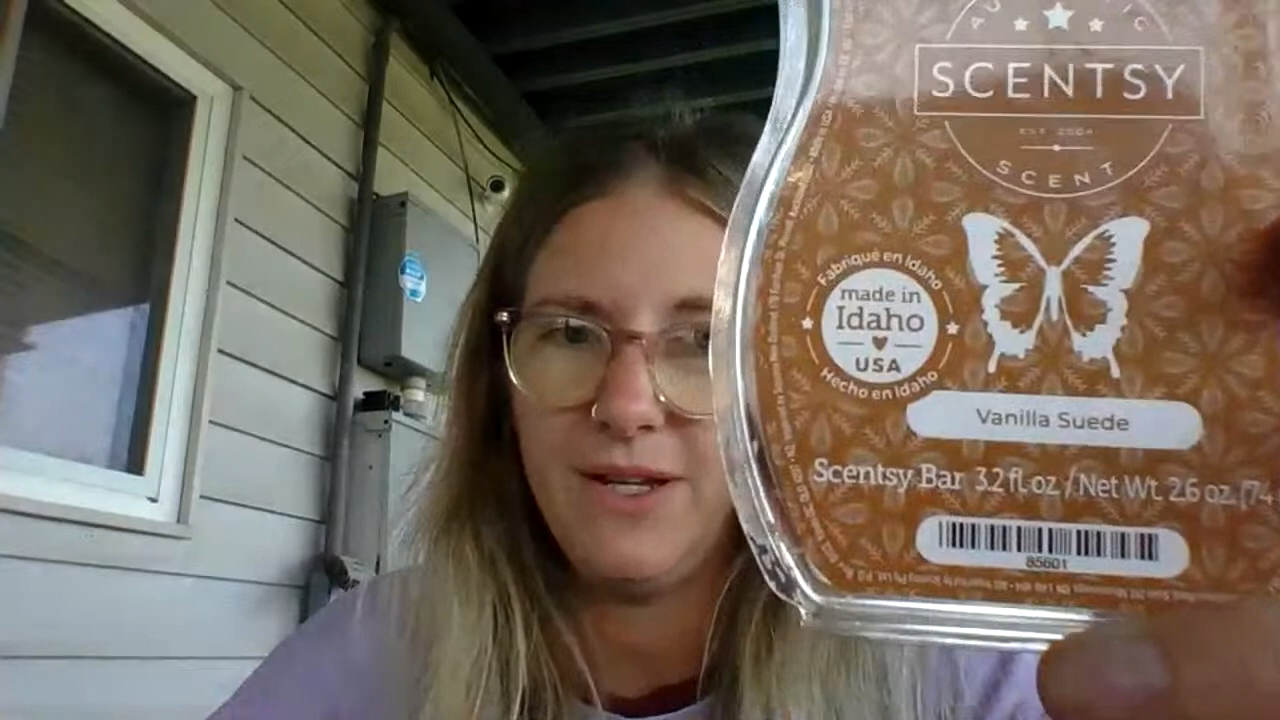 AUTHENTIC
SCENTSY
EST. 2004
SCENT
Fabriqué en Idaho
made in
Idaho
USA
Hecho en Idaho
Vanilla Suede
Scentsy Bar 3.2 fl. oz / Net Wt. 2.6 oz. (74
85601